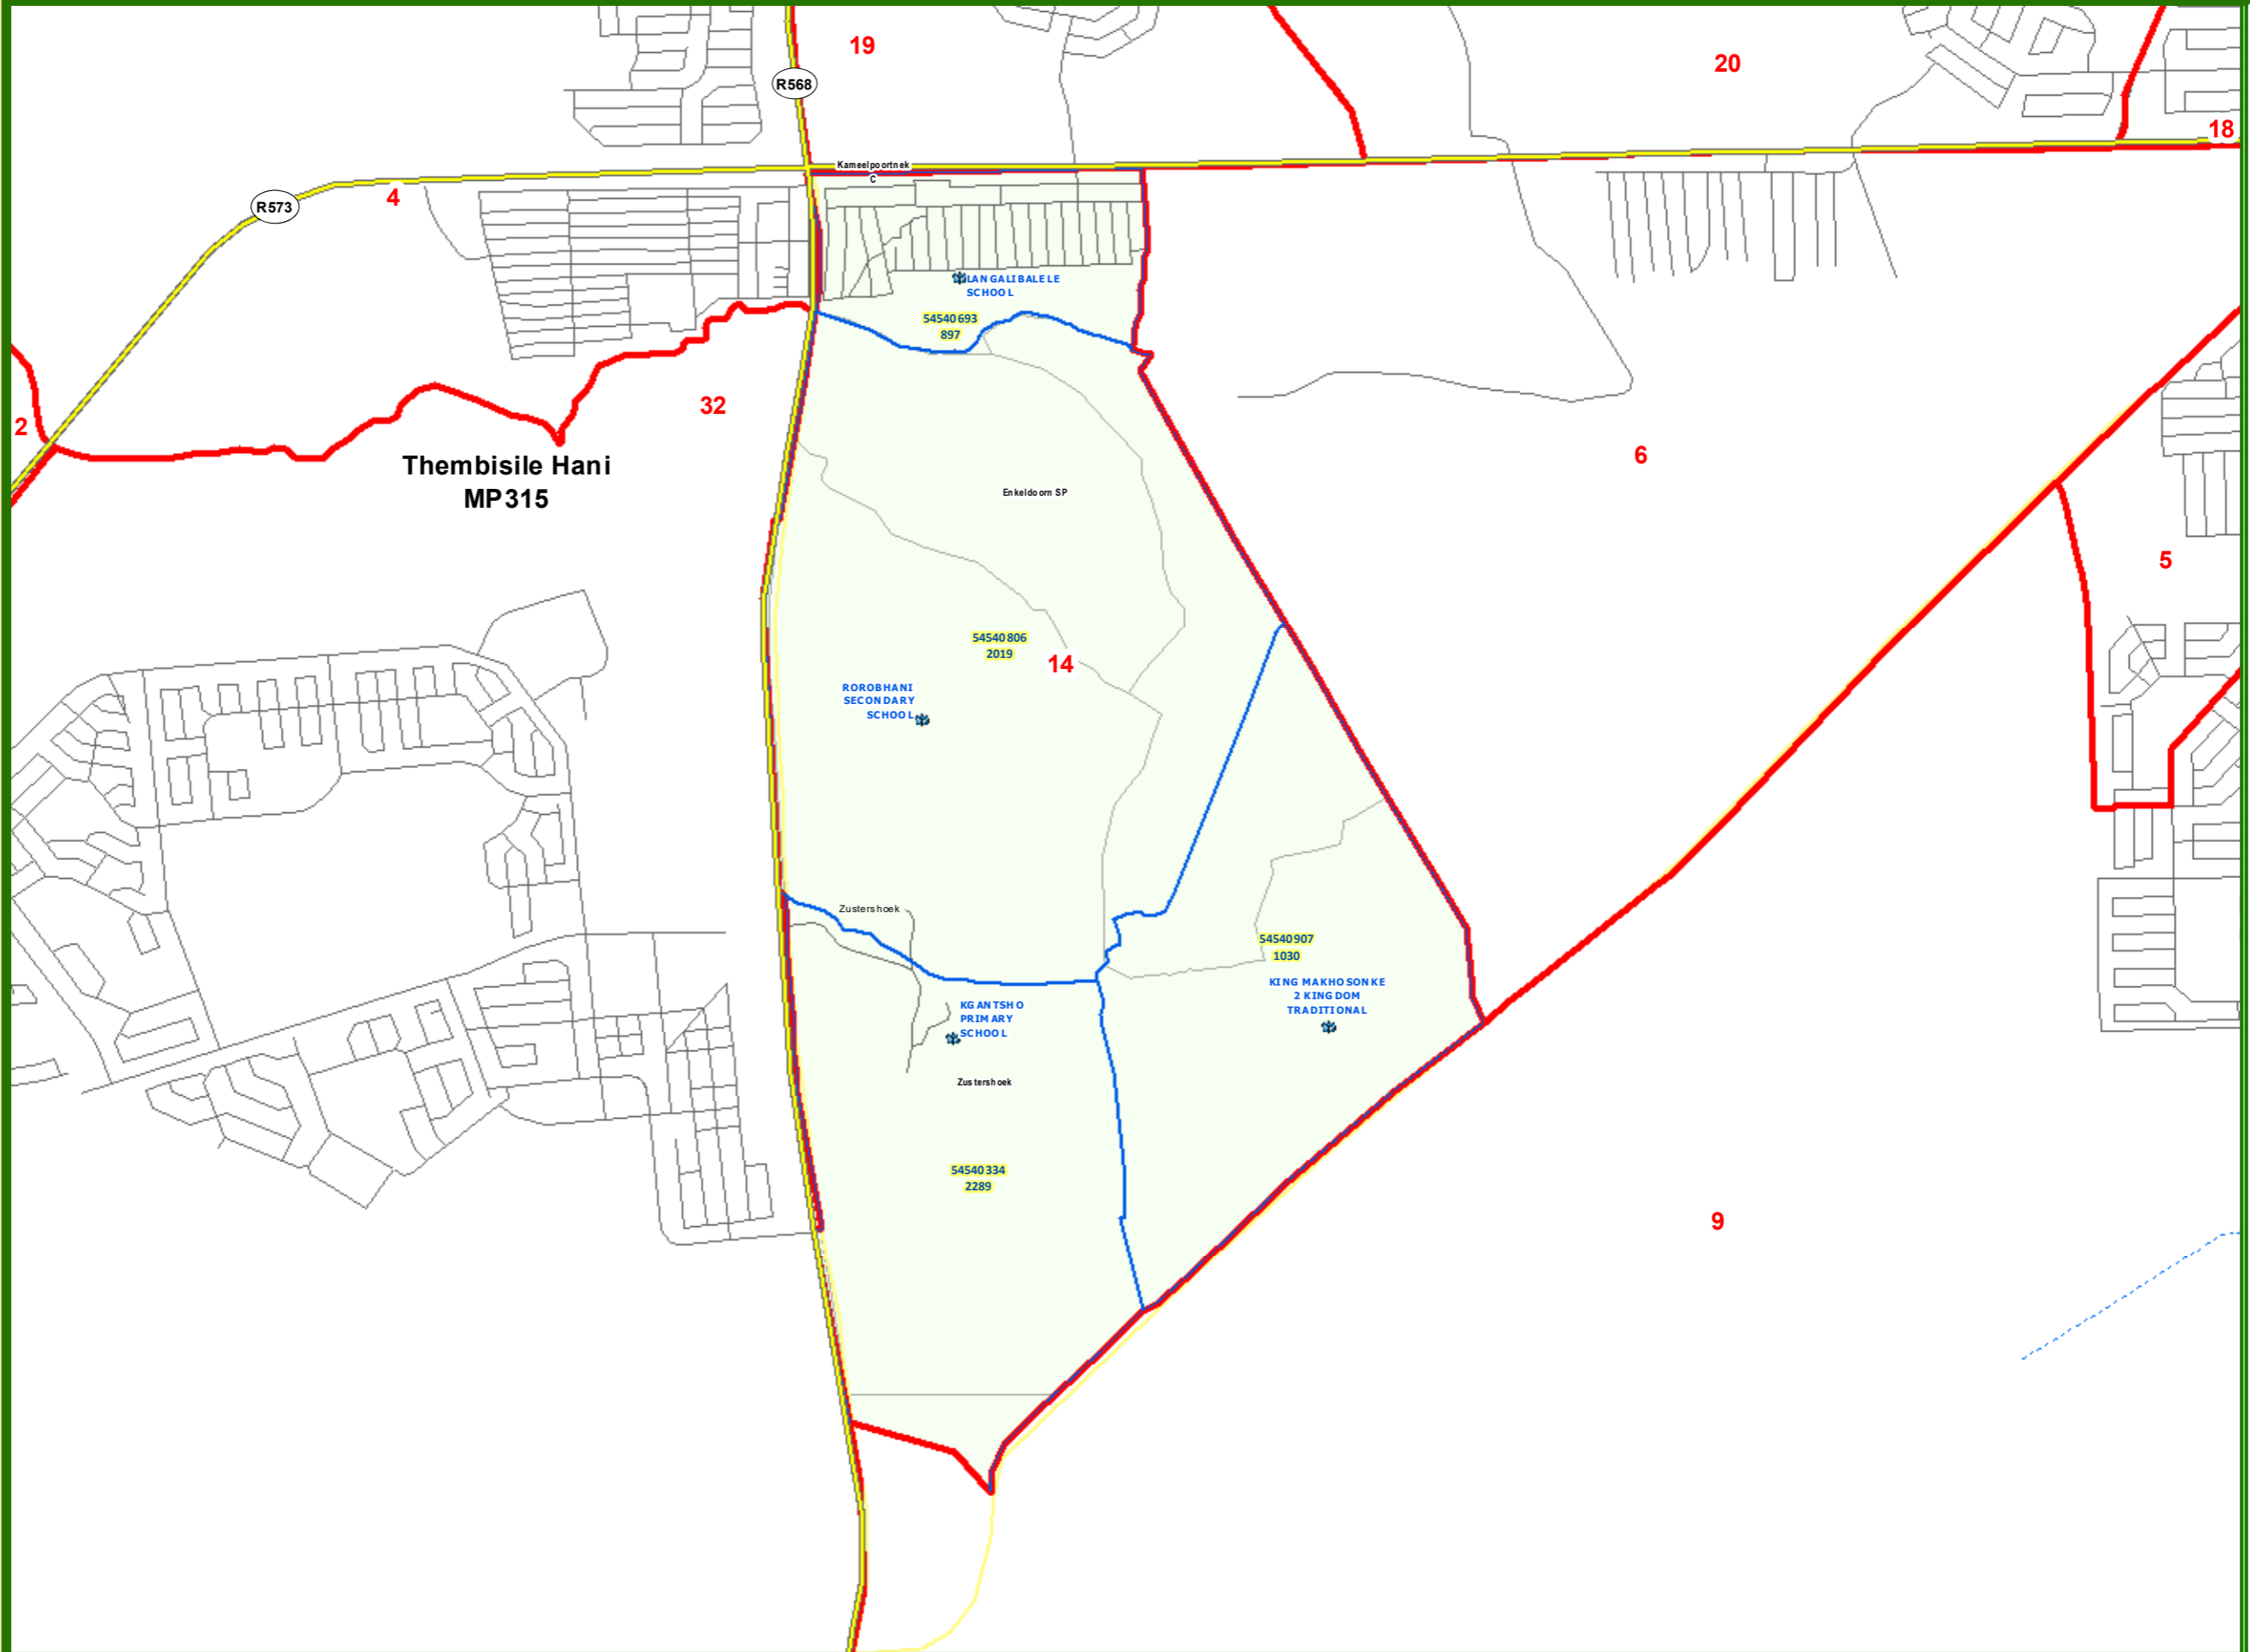 19
20
R568
18
Kameelpoortnek
C
4
R573
LANGALIBALELE
SCHOOL
54540693
897
32
2
6
Thembisile Hani
MP315
Enkeldoorn SP
5
54540806
2019
14
ROROBHANI
SECONDARY
SCHOOL
Zustershoek
54540907
1030
KING MAKHOSONKE
2 KINGDOM
TRADITIONAL
KGANTSHO
PRIMARY
SCHOOL
Zustershoek
54540334
2289
9